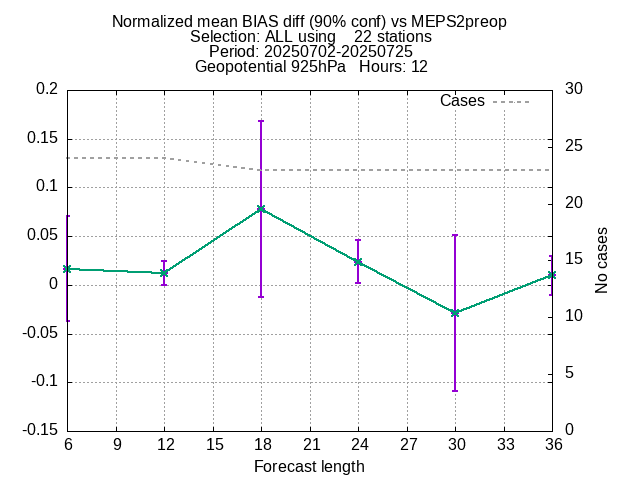 Normalized mean BIAS diff (90% conf) vs MEPS2preop
Selection: ALL using    22 stations
Period: 20250702-20250725
Geopotential 925hPa   Hours: 12
Cases
0.2
0.15
0.1
0.05
0
-0.05
-0.1
-0.15
30
25
20
15
10
5
0
No cases
6 9 12 15 18 21 24 27 30 33 36
Forecast length